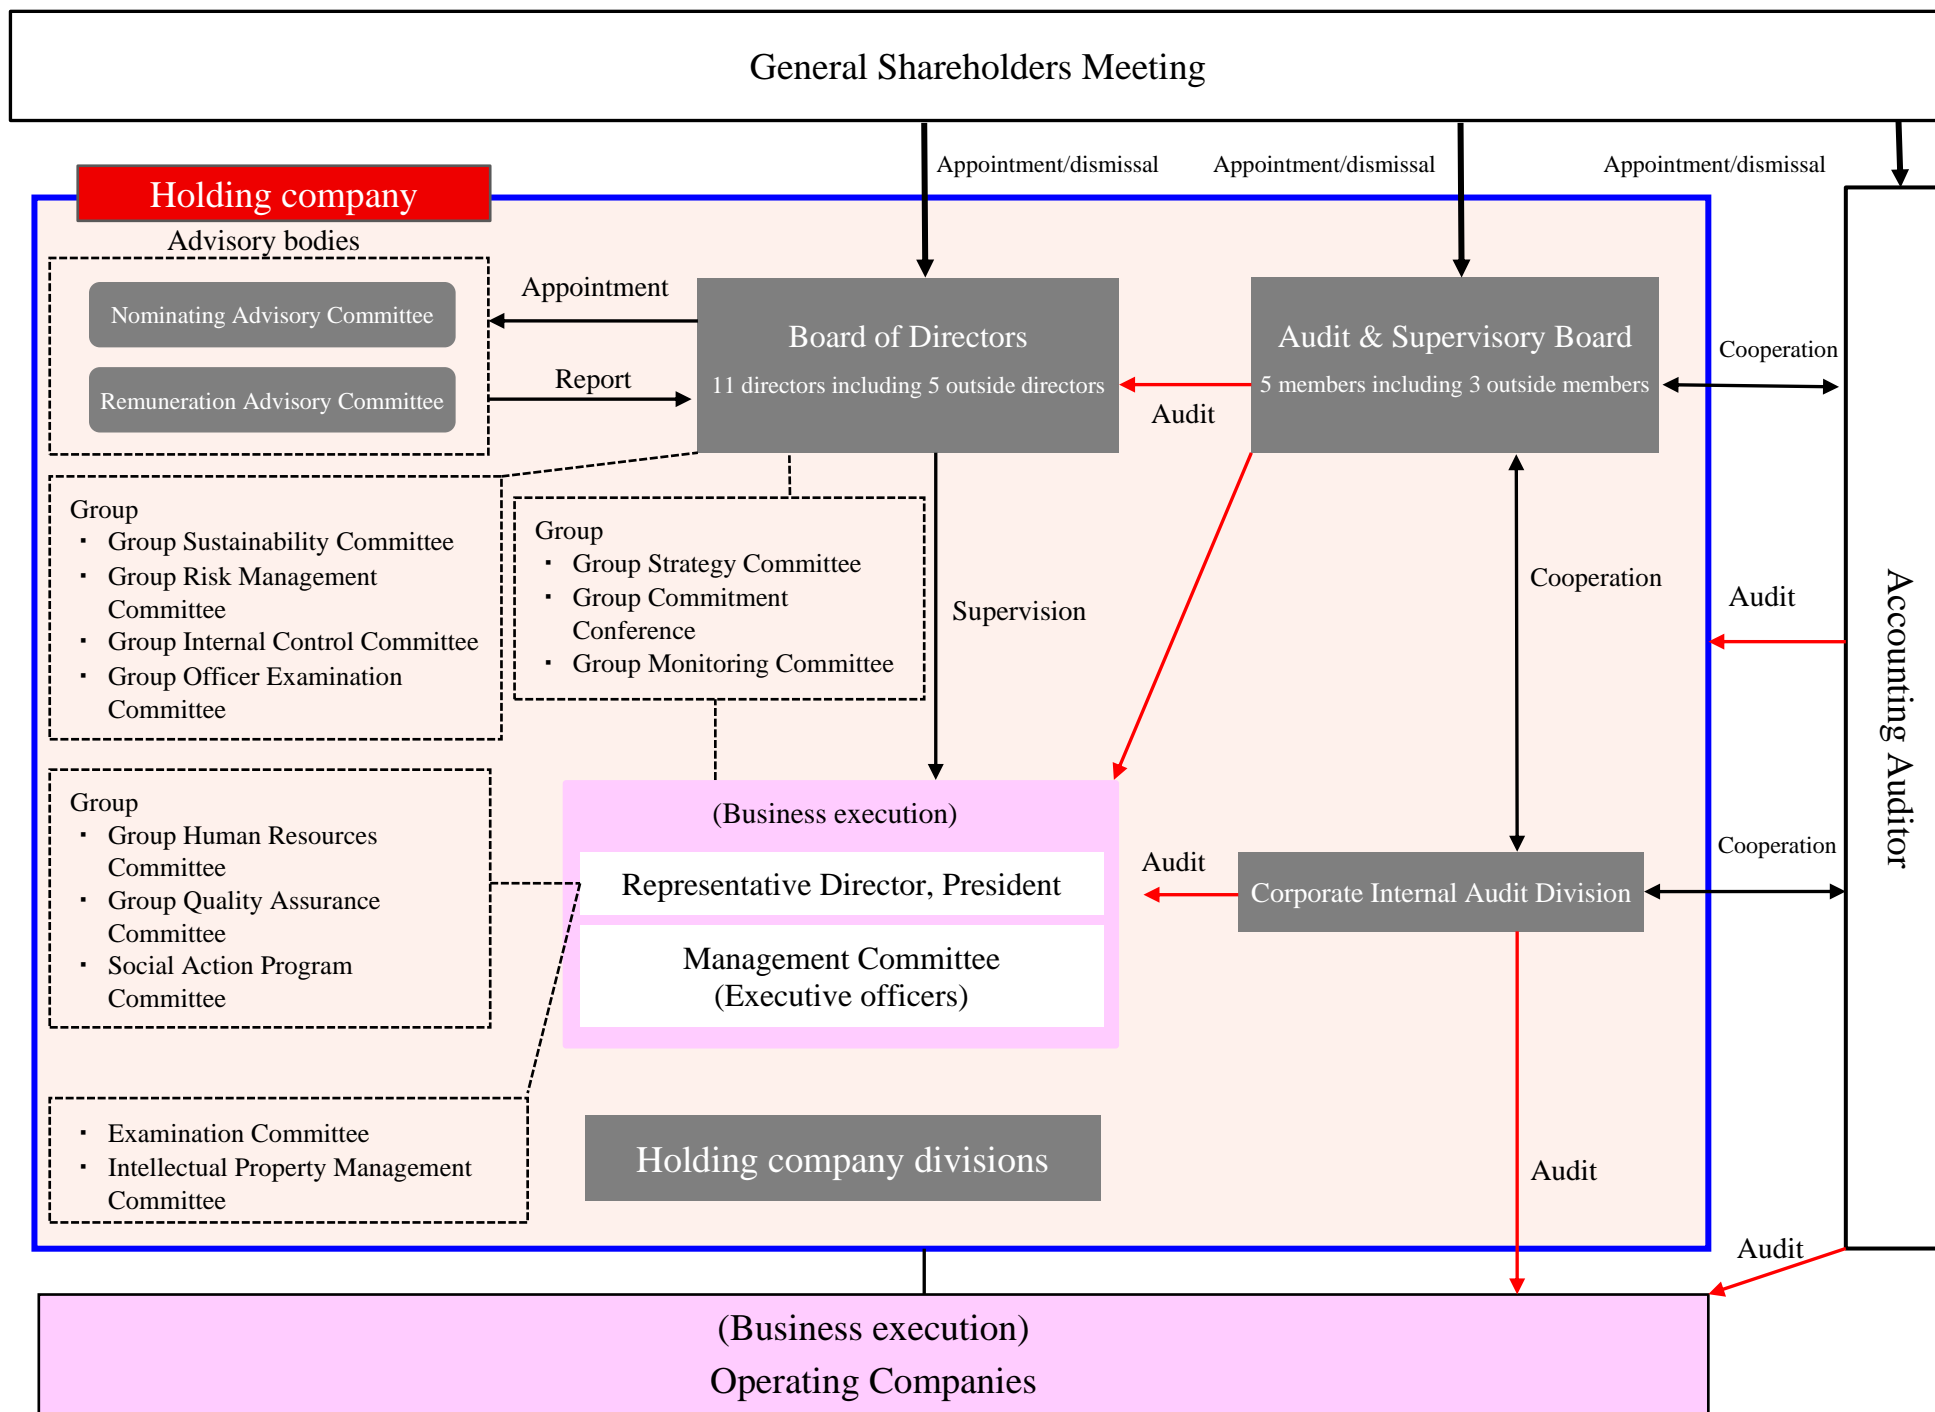 General Shareholders Meeting
Appointment/dismissal
Appointment/dismissal
Appointment/dismissal
Holding company
Advisory bodies
Nominating Advisory Committee
Remuneration Advisory Committee
Appointment
Report
Board of Directors
11 directors including 5 outside directors
Audit
Audit & Supervisory Board
5 members including 3 outside members
Cooperation
Group
・ Group Sustainability Committee
・ Group Risk Management
Committee
・ Group Internal Control Committee
・ Group Officer Examination
Committee
Group
・ Group Strategy Committee
・ Group Commitment
Conference
・ Group Monitoring Committee
Supervision
Cooperation
Audit
Accounting Auditor
Group
・ Group Human Resources
Committee
・ Group Quality Assurance
Committee
・ Social Action Program
Committee
(Business execution)
Representative Director, President
Management Committee
(Executive officers)
Audit
Corporate Internal Audit Division
Cooperation
・ Examination Committee
・ Intellectual Property Management
Committee
Holding company divisions
Audit
Audit
(Business execution)
Operating Companies